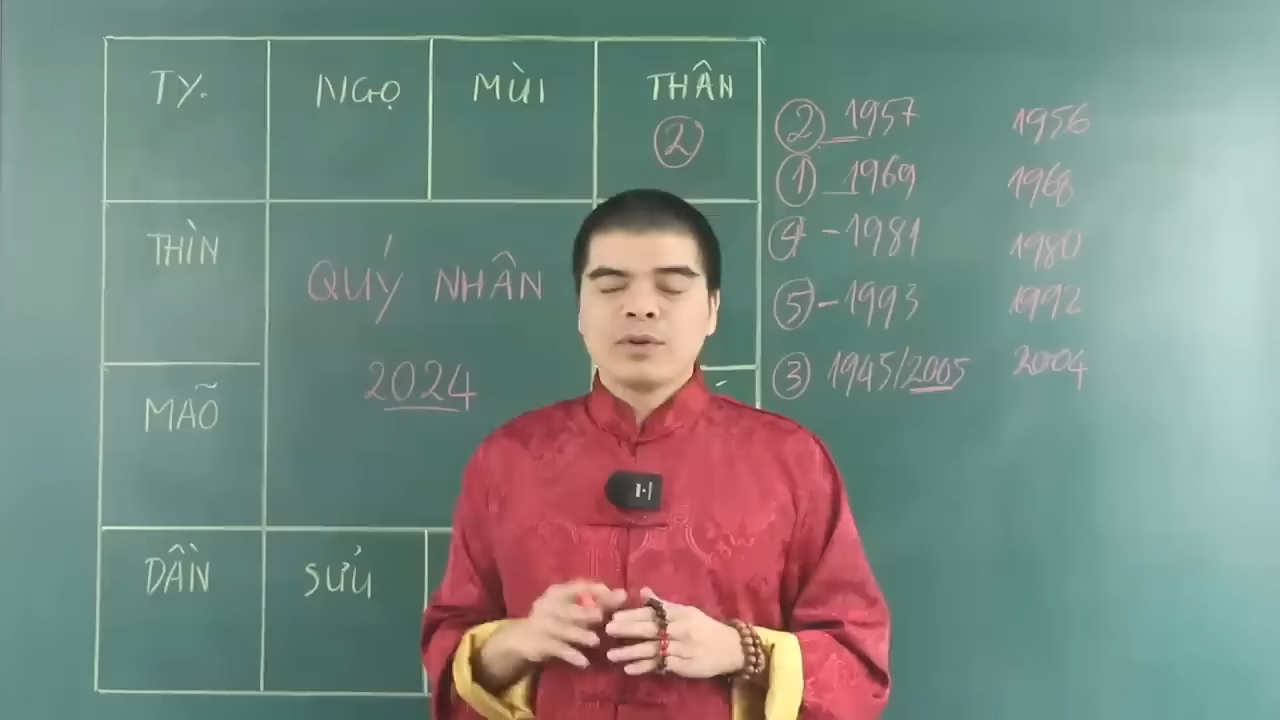 TY. NGỌ MÙI THÂN
②
THÌN
QUÝ NHÂN
2024
MÃO
DẦN SỬU
② 1957 1956
① 1969 1968
④ -1981 1980
⑤ -1993 1992
③ 1945/2005 2004